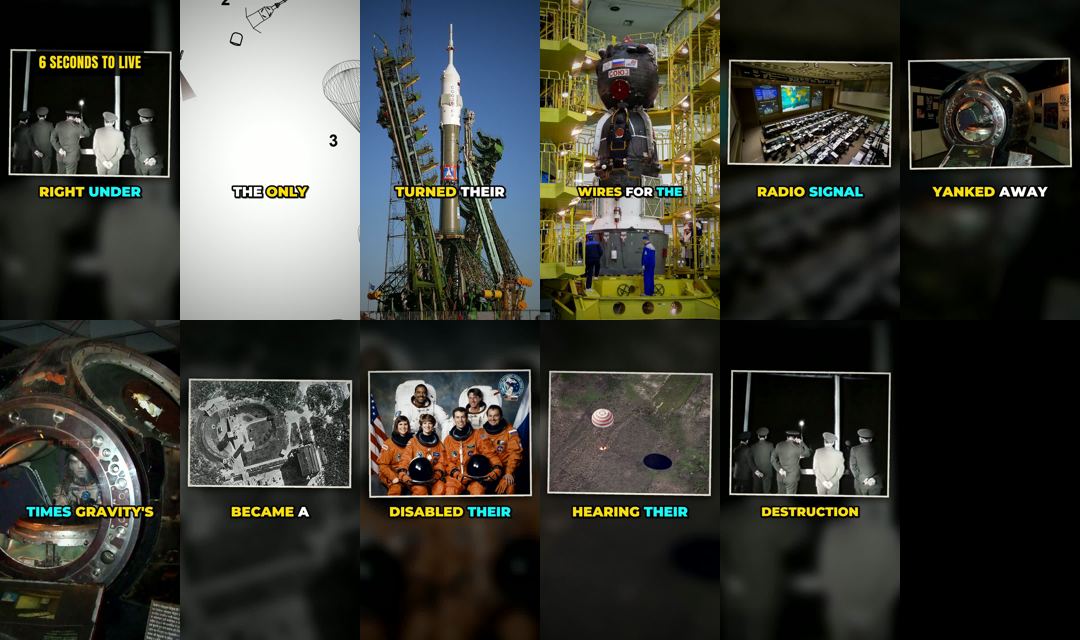 6 SECONDS TO LIVE
RIGHT UNDER
2
3
THE ONLY
TURNED THEIR
СОЮЗ
WIRES FOR THE
RADIO SIGNAL
YANKED AWAY
TIMES GRAVITY'S
BECAME A
DISABLED THEIR
HEARING THEIR
DESTRUCTION